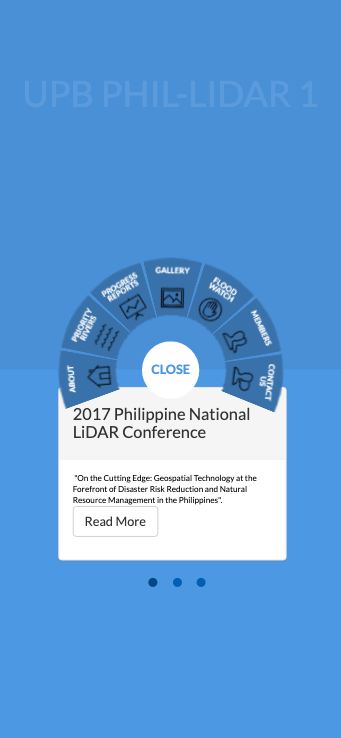 UPB PHIL-LIDAR 1
ABOUT
PRIORITY
RIVERS
PROGRESS
REPORTS
GALLERY
FLOOD
WATCH
MEMBERS
CONTACT
US
CLOSE
2017 Philippine National
LiDAR Conference
"On the Cutting Edge: Geospatial Technology at the
Forefront of Disaster Risk Reduction and Natural
Resource Management in the Philippines".
Read More